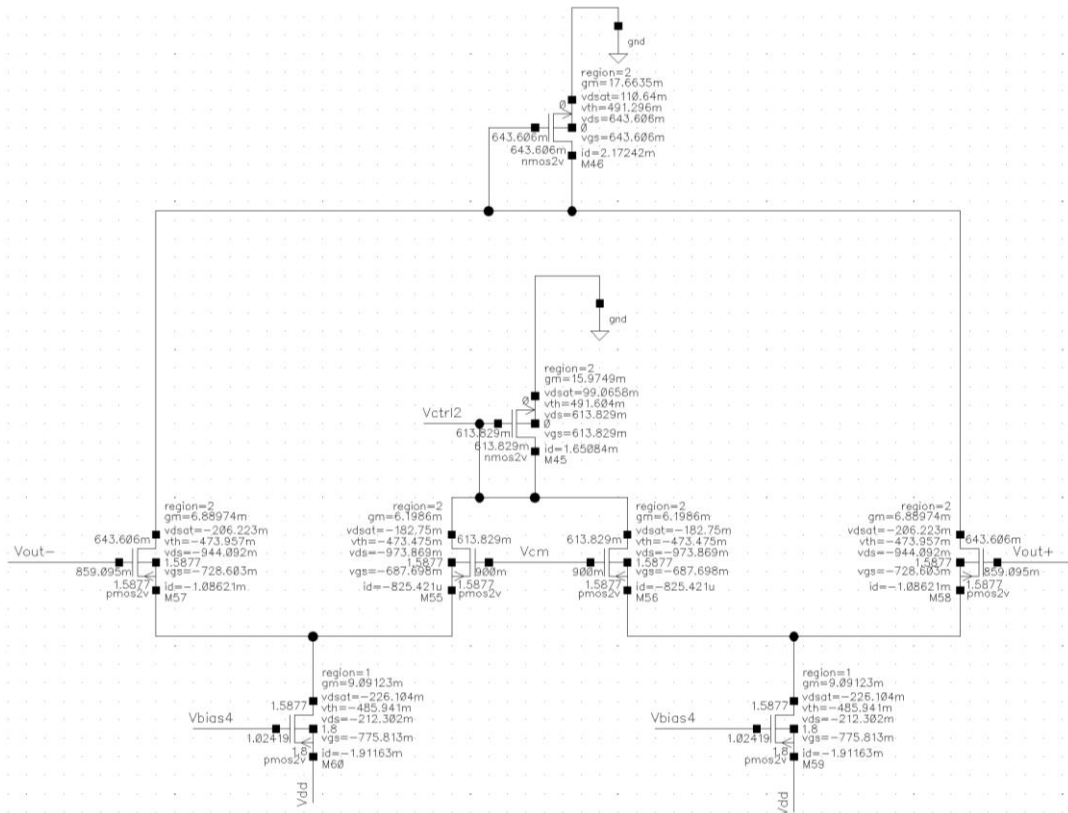 gnd
region=2
gm=17.6635m
vdsat=110.64m
vth=491.296m
vds=643.606m
0
0
vgs=643.606m
643.606m
643.606m
id=2.17242m
nmos2v
M46
gnd
region=2
gm=15.9749m
vdsat=99.0658m
vth=491.604m
vds=613.829m
0
0
Vctrl2
613.829m
vgs=613.829m
613.829m
id=1.65084m
nmos2v
M45
region=2
gm=6.88974m
vdsat=-206.223m
vth=-473.957m
643.606m
vds=-944.092m
Vout-
1.5877
859.095m
vgs=-728.603m
1.5877
id=-1.08621m
pmos2v
M57
region=2
gm=6.1986m
vdsat=-182.75m
vth=-473.475m
613.829m
vds=-973.869m
1.5877
900m
vgs=-687.698m
1.5877
id=-825.421u
pmos2v
M55
Vcm
region=2
gm=6.1986m
vdsat=-182.75m
vth=-473.475m
613.829m
vds=-973.869m
1.5877
900m
vgs=-687.698m
1.5877
id=-825.421u
pmos2v
M56
region=2
gm=6.88974m
vdsat=-206.223m
vth=-473.957m
643.606m
vds=-944.092m
Vout+
1.5877
859.095m
vgs=-728.603m
1.5877
id=-1.08621m
pmos2v
M58
region=1
gm=9.09123m
vdsat=-226.104m
1.5877
vth=-485.941m
vds=-212.302m
Vbias4
1.8
1.02419
vgs=-775.813m
1.8
id=-1.91163m
pmos2v
M60
Vdd
region=1
gm=9.09123m
vdsat=-226.104m
1.5877
vth=-485.941m
vds=-212.302m
Vbias4
1.8
1.02419
vgs=-775.813m
1.8
id=-1.91163m
pmos2v
M59
Vdd